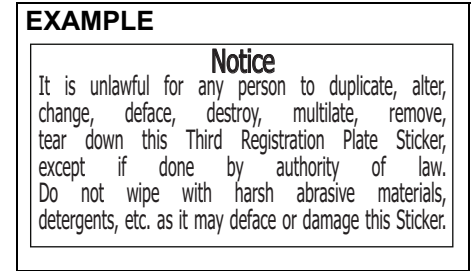 EXAMPLE
Notice
It is unlawful for any person to duplicate, alter,
change, deface, destroy, multilate, remove,
tear down this Third Registration Plate Sticker,
except if done by authority of law.
Do not wipe with harsh abrasive materials,
detergents, etc. as it may deface or damage this Sticker.